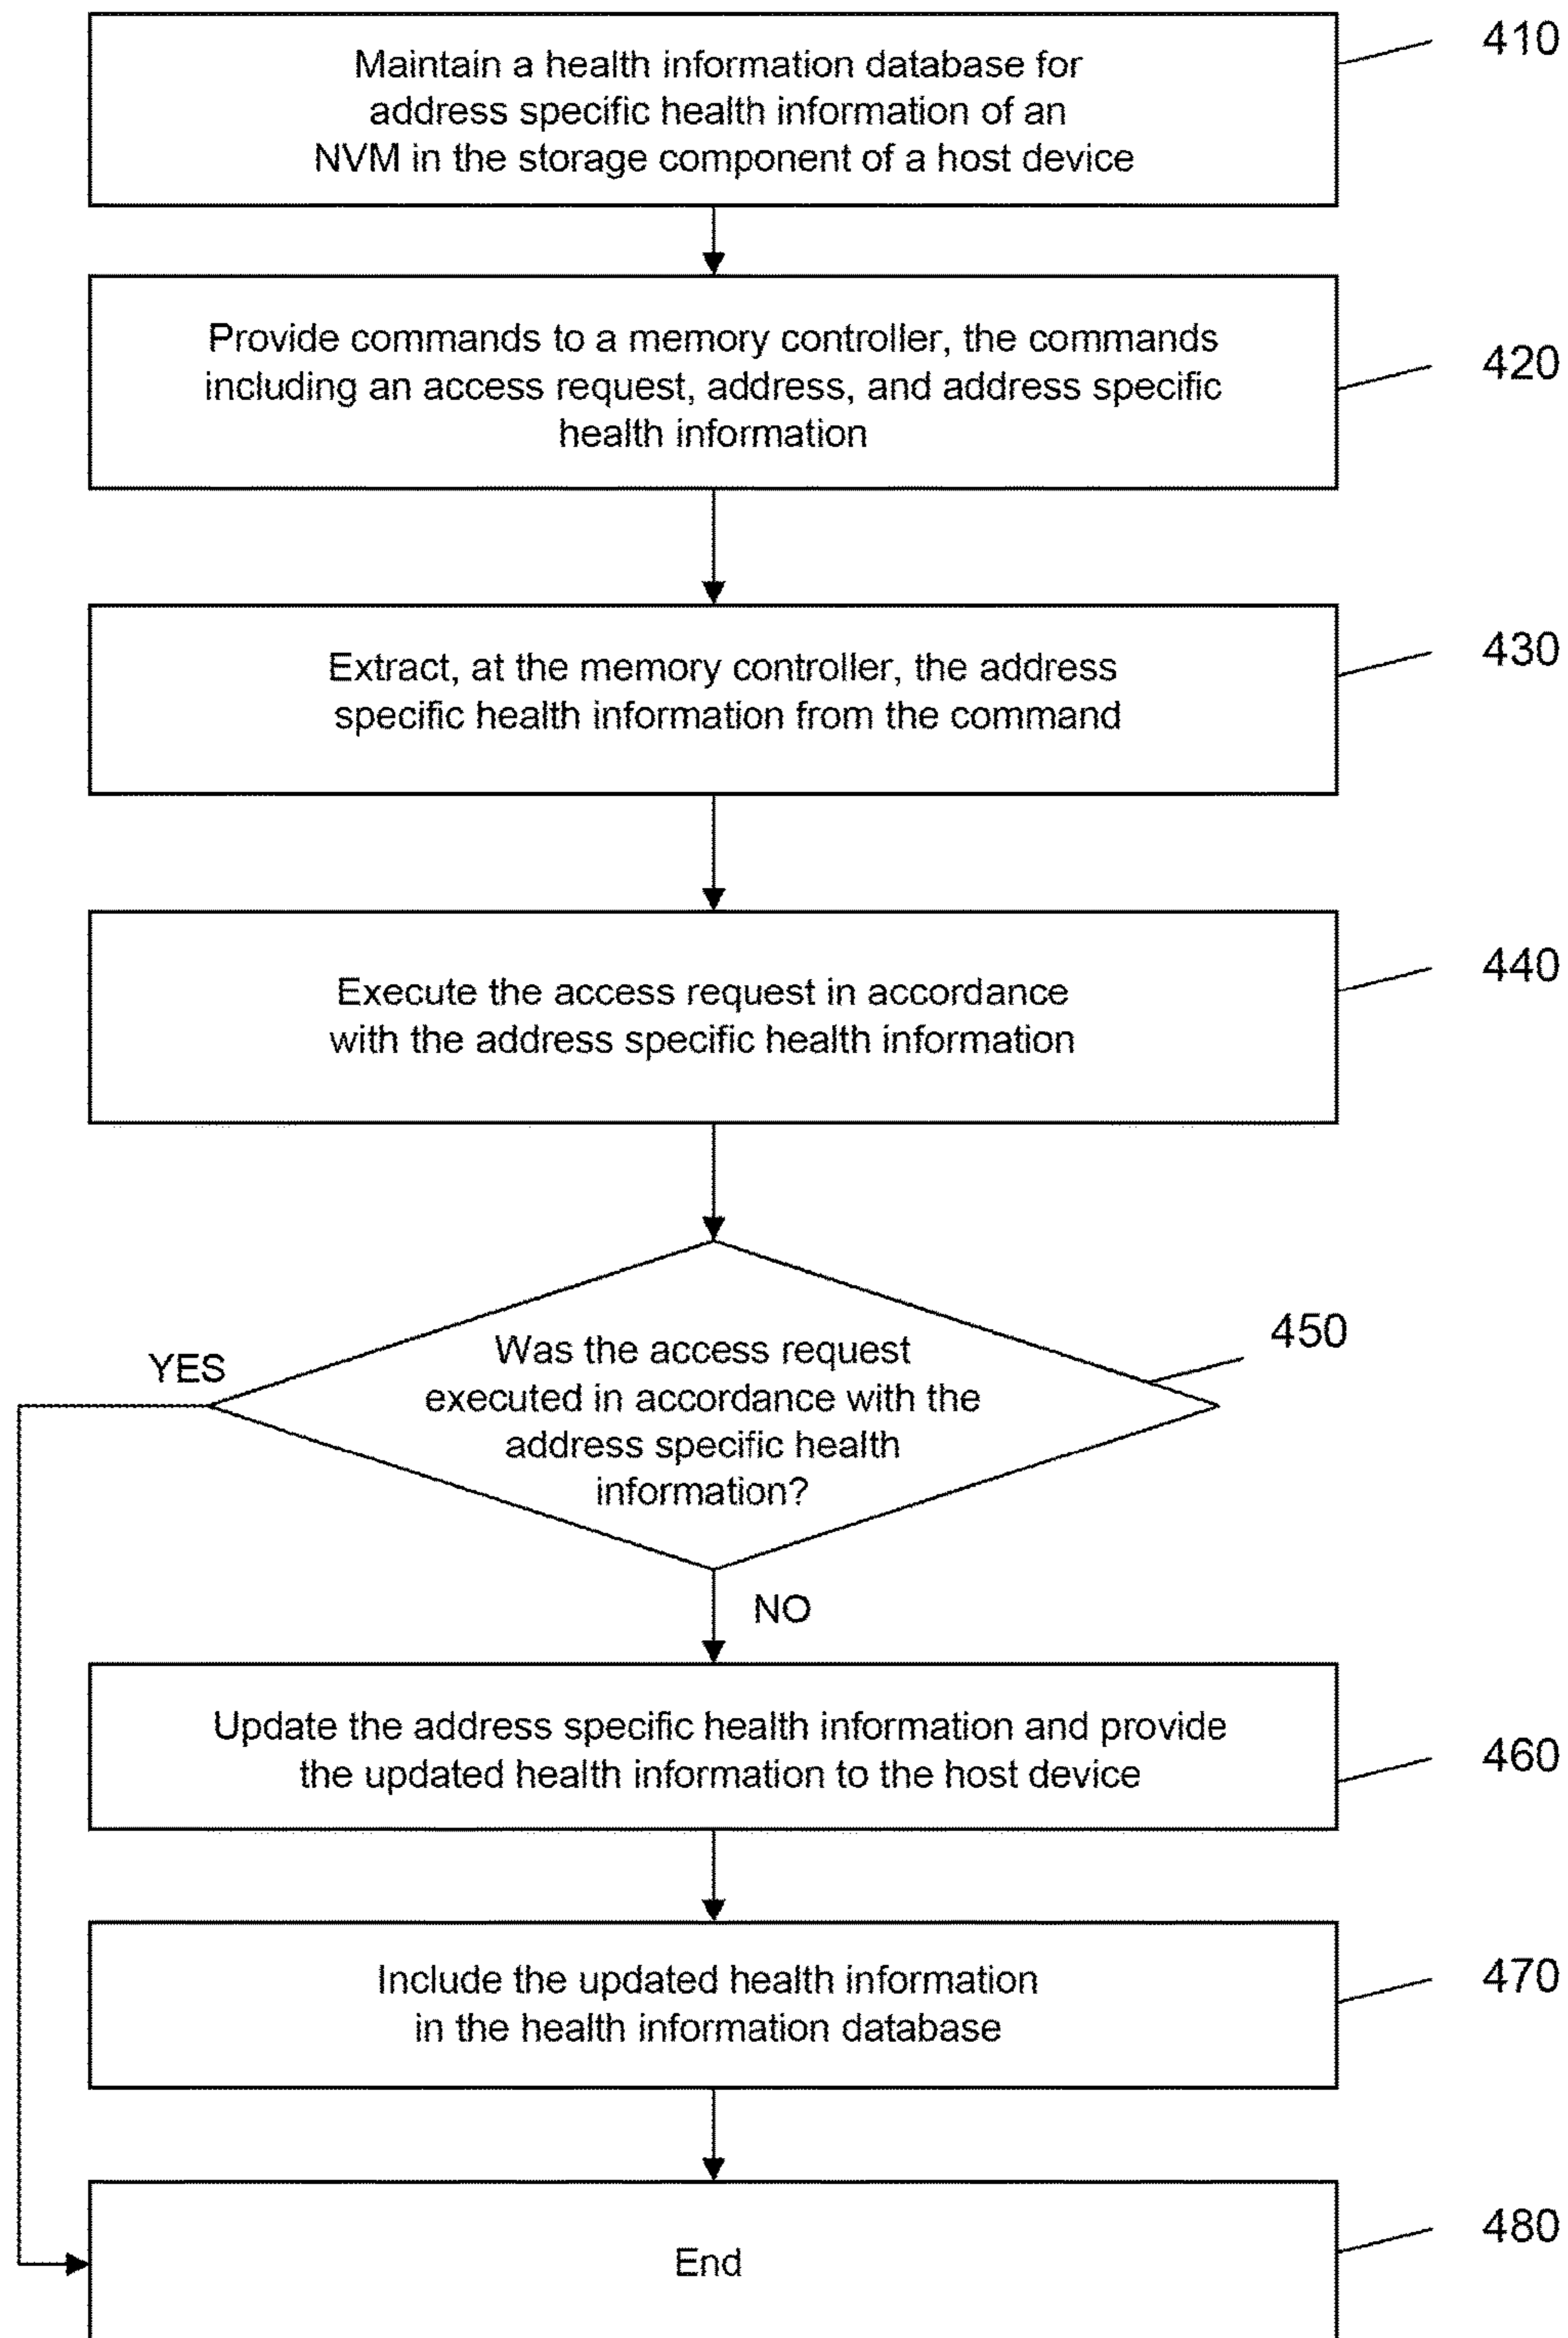 Maintain a health information database for
address specific health information of an
NVM in the storage component of a host device
410
Provide commands to a memory controller, the commands
including an access request, address, and address specific
health information
420
Extract, at the memory controller, the address
specific health information from the command
430
Execute the access request in accordance
with the address specific health information
440
Was the access request
executed in accordance with the
address specific health
information?
450
YES
NO
Update the address specific health information and provide
the updated health information to the host device
460
Include the updated health information
in the health information database
470
End
480